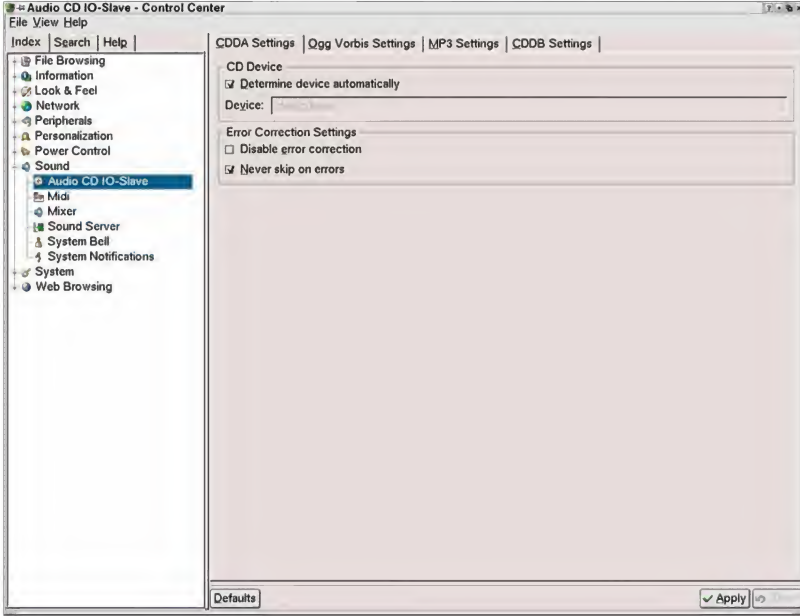 Audio CD IO-Slave - Control Center
File View Help
Index Search Help
File Browsing
Information
Look & Feel
Network
Peripherals
Personalization
Power Control
Sound
Audio CD IO-Slave
Midi
Mixer
Sound Server
System Bell
System Notifications
System
Web Browsing
CDDA Settings Ogg Vorbis Settings MP3 Settings CDDB Settings
CD Device
Determine device automatically
Device:
Error Correction Settings
Disable error correction
Never skip on errors
Defaults Apply